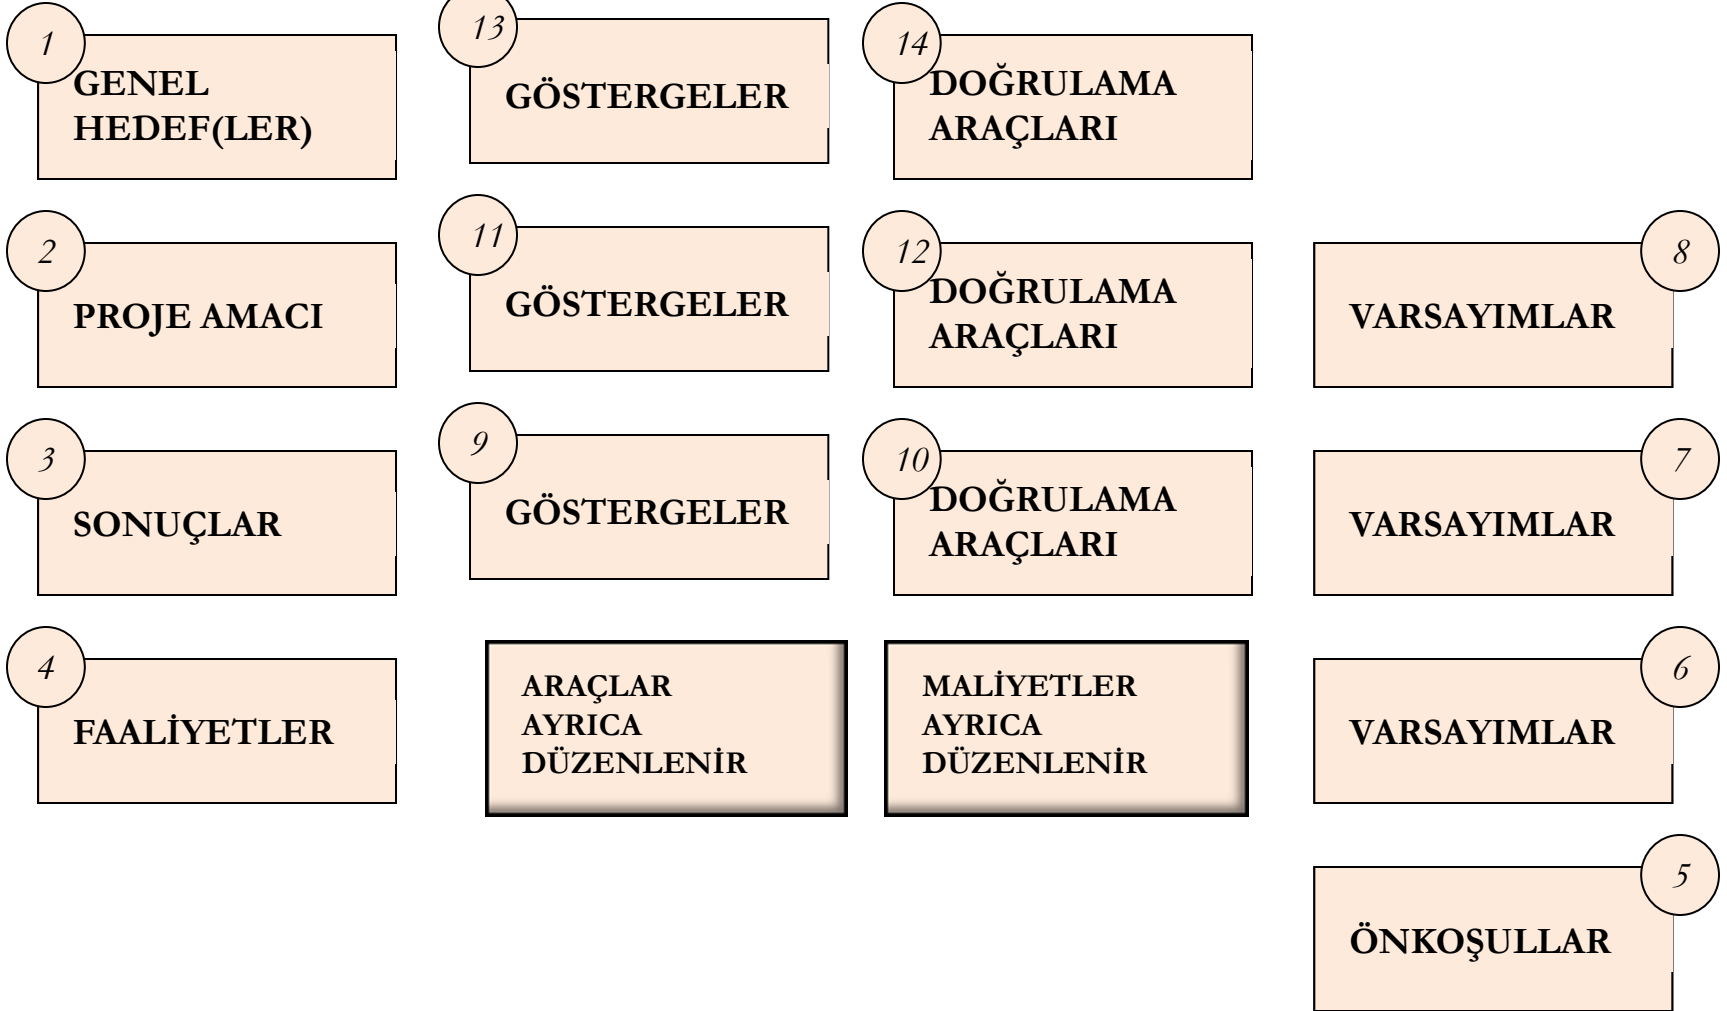 1
GENEL
HEDEF(LER)
13
GÖSTERGELER
14
DOĞRULAMA
ARAÇLARI
2
PROJE AMACI
11
GÖSTERGELER
12
DOĞRULAMA
ARAÇLARI
8
VARSAYIMLAR
3
SONUÇLAR
9
GÖSTERGELER
10
DOĞRULAMA
ARAÇLARI
7
VARSAYIMLAR
4
FAALİYETLER
ARAÇLAR
AYRICA
DÜZENLENİR
MALİYETLER
AYRICA
DÜZENLENİR
6
VARSAYIMLAR
5
ÖNKOŞULLAR